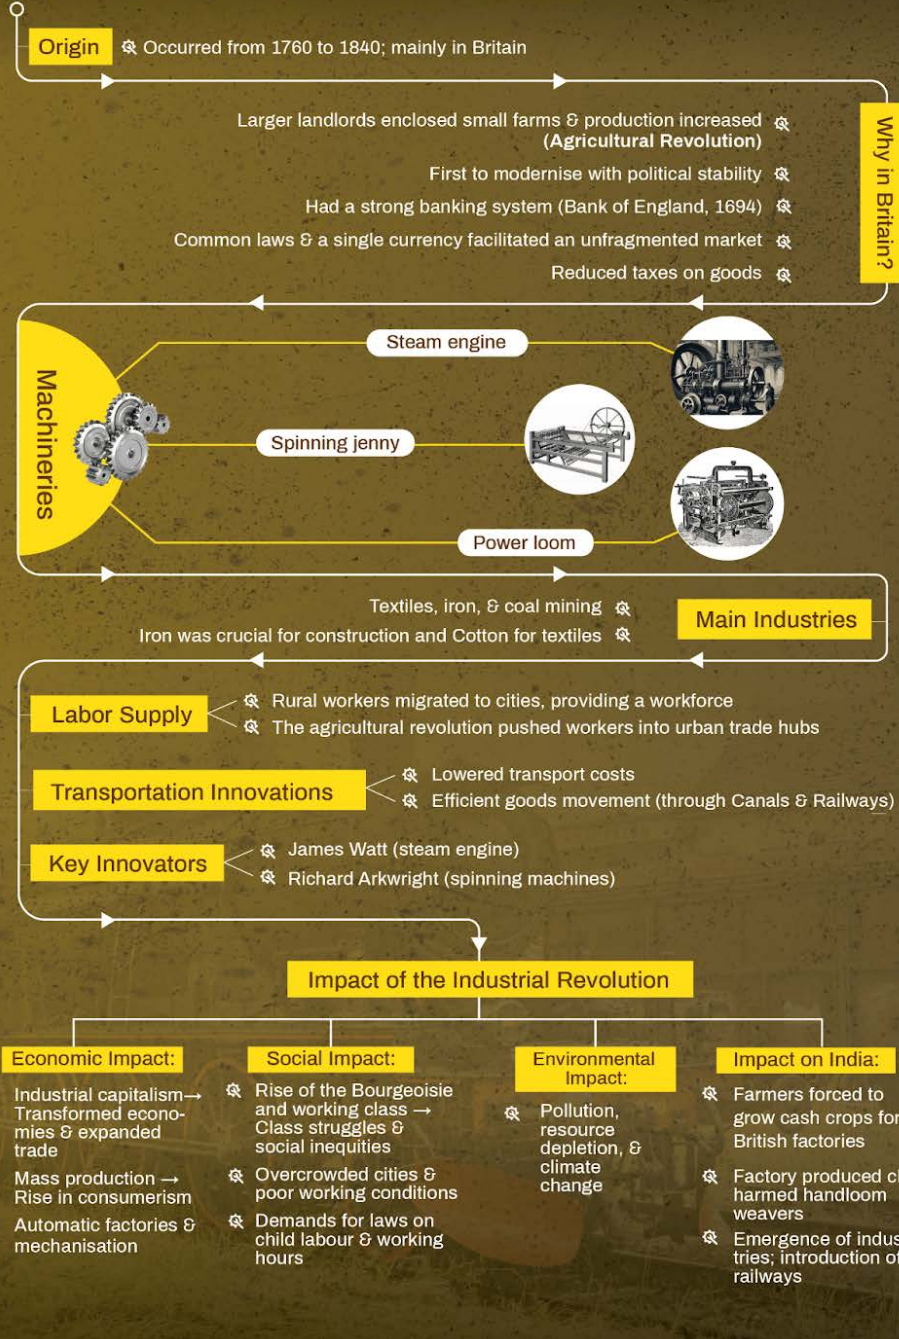 Origin
Occurred from 1760 to 1840; mainly in Britain
Why in Britain?
Larger landlords enclosed small farms & production increased
(Agricultural Revolution)
First to modernise with political stability
Had a strong banking system (Bank of England, 1694)
Common laws & a single currency facilitated an unfragmented market
Reduced taxes on goods
Machineries
Steam engine
Spinning jenny
Power loom
Main Industries
Textiles, iron, & coal mining
Iron was crucial for construction and Cotton for textiles
Labor Supply
Rural workers migrated to cities, providing a workforce
The agricultural revolution pushed workers into urban trade hubs
Transportation Innovations
Lowered transport costs
Efficient goods movement (through Canals & Railways)
Key Innovators
James Watt (steam engine)
Richard Arkwright (spinning machines)
Impact of the Industrial Revolution
Economic Impact:
Industrial capitalism→
Transformed econo-
mies & expanded
trade
Mass production →
Rise in consumerism
Automatic factories &
mechanisation
Social Impact:
Rise of the Bourgeoisie
and working class →
Class struggles &
social inequities
Overcrowded cities &
poor working conditions
Demands for laws on
child labour & working
hours
Environmental
Impact:
Pollution,
resource
depletion, &
climate
change
Impact on India:
Farmers forced to
grow cash crops for
British factories
Factory produced
harmed handloom
weavers
Emergence of indus
tries; introduction of
railways